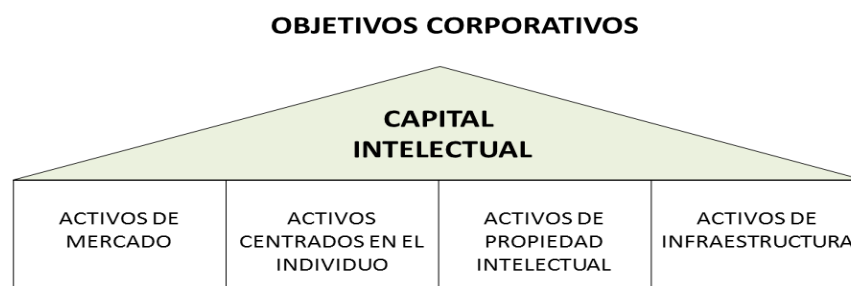 OBJETIVOS CORPORATIVOS
CAPITAL
INTELECTUAL
ACTIVOS DE
MERCADO
ACTIVOS
CENTRADOS EN EL
INDIVIDUO
ACTIVOS DE
PROPIEDAD
INTELECTUAL
ACTIVOS DE
INFRAESTRUCTURA